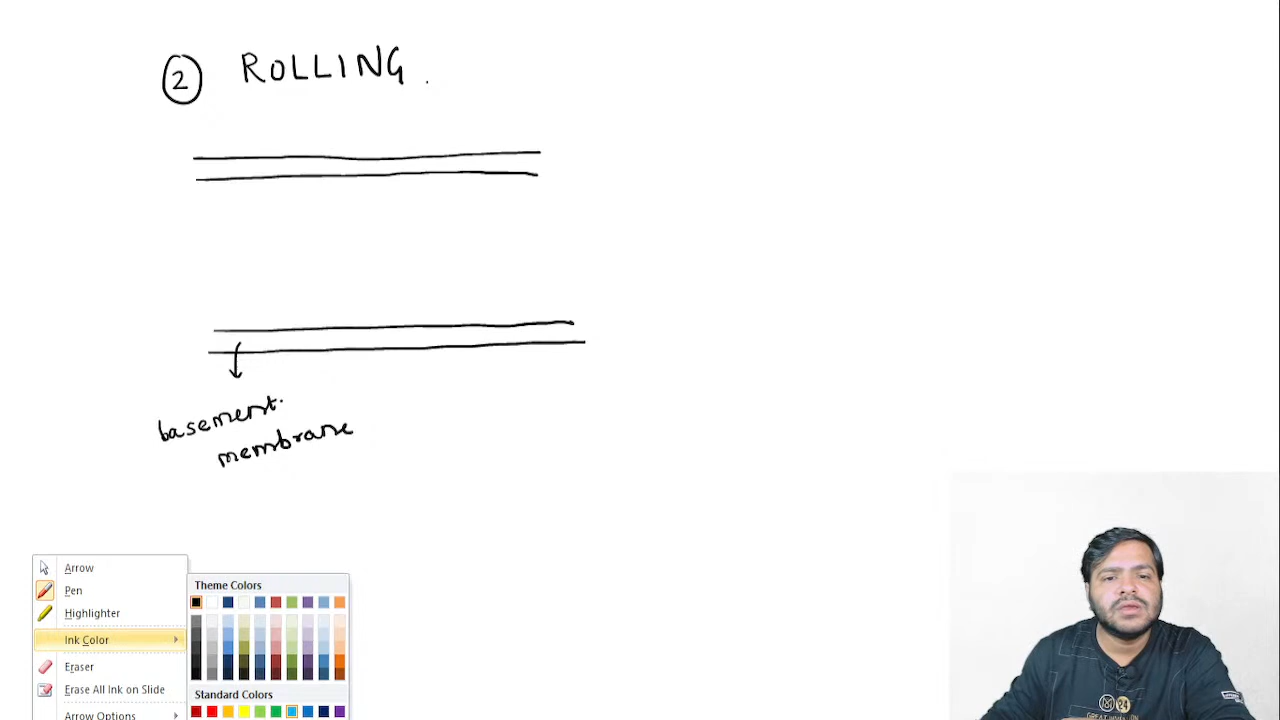 2 ROLLING.
basement.
membrane
Arrow
Pen
Highlighter
Ink Color
Eraser
Erase All Ink on Slide
Arrow Options
Theme Colors
Standard Colors
24